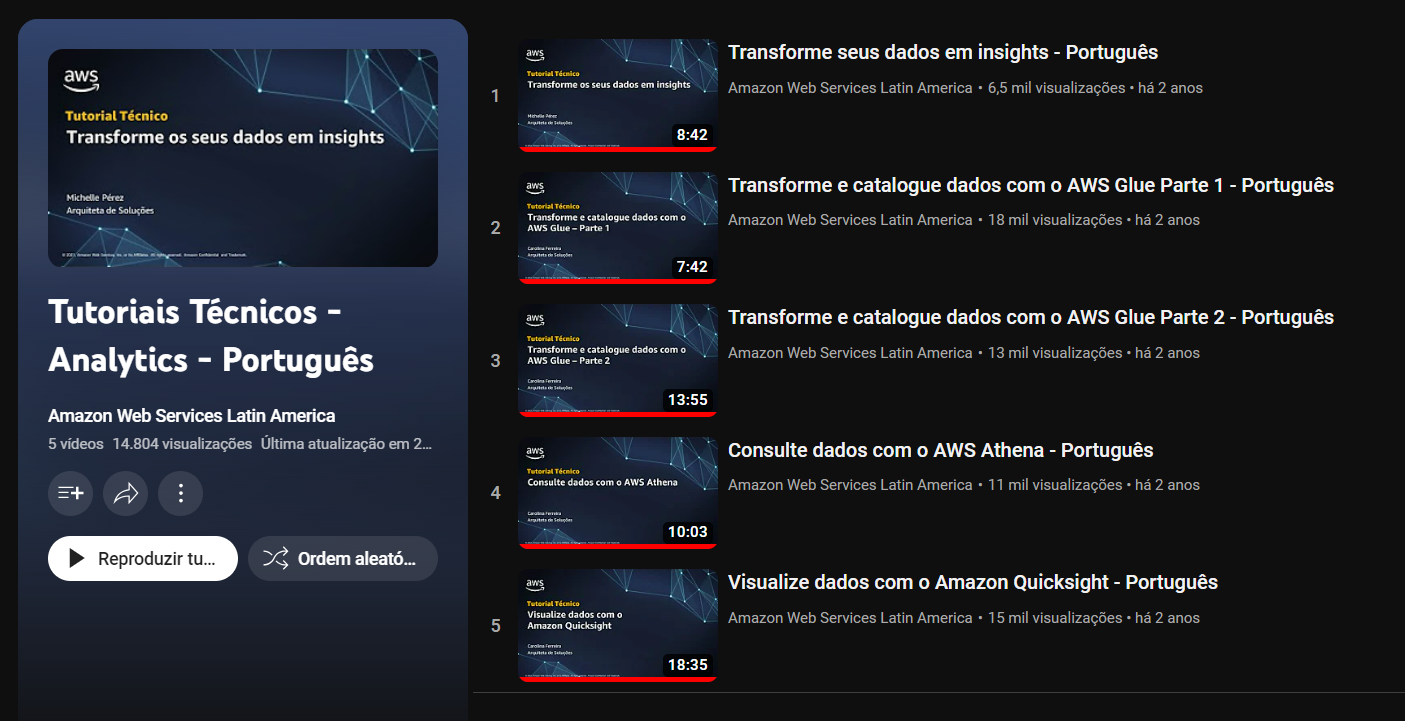 aws
Tutorial Técnico
Transforme os seus dados em insights
Michelle Pérez
Arquiteta de Soluções
Tutoriais Técnicos -
Analytics - Português
Amazon Web Services Latin America
5 vídeos 14.804 visualizações Última atualização em 2...
Reproduzir tu...
Ordem aleató...
1
aws
Tutorial Técnico
Transforme os seus dados em insights
Michelle Pérez
Arquiteta de Soluções
8:42
Transforme seus dados em insights - Português
Amazon Web Services Latin America • 6,5 mil visualizações • há 2 anos
2
aws
Tutorial Técnico
Transforme e catalogue dados com o
AWS Glue – Parte 1
Carolina Ferreira
Arquiteta de Soluções
7:42
Transforme e catalogue dados com o AWS Glue Parte 1 - Português
Amazon Web Services Latin America • 18 mil visualizações • há 2 anos
3
aws
Tutorial Técnico
Transforme e catalogue dados com o
AWS Glue – Parte 2
Carolina Ferreira
Arquiteta de Soluções
13:55
Transforme e catalogue dados com o AWS Glue Parte 2 - Português
Amazon Web Services Latin America • 13 mil visualizações • há 2 anos
4
aws
Tutorial Técnico
Consulte dados com o AWS Athena
Carolina Ferreira
Arquiteta de Soluções
10:03
Consulte dados com o AWS Athena - Português
Amazon Web Services Latin America • 11 mil visualizações • há 2 anos
5
aws
Tutorial Técnico
Visualize dados com o
Amazon Quicksight
Carolina Ferreira
Arquiteta de Soluções
18:35
Visualize dados com o Amazon Quicksight - Português
Amazon Web Services Latin America • 15 mil visualizações • há 2 anos